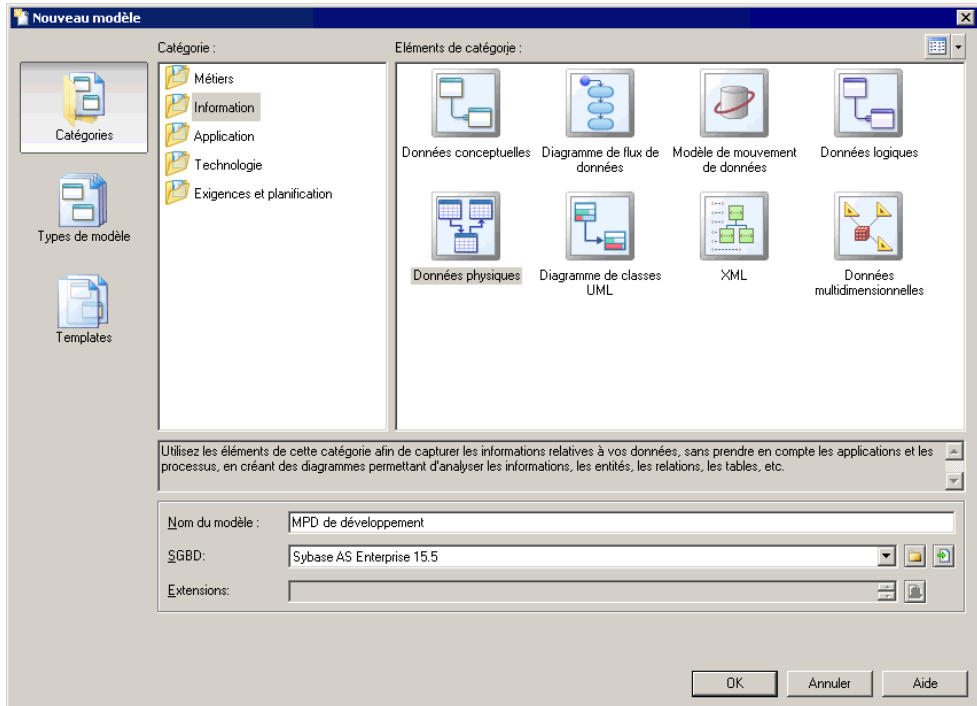 Nouveau modèle
Catégorie :
Eléments de catégorie :
Catégories
Types de modèle
Templates
Métiers
Information
Application
Technologie
Exigences et planification
Données conceptuelles
Diagramme de flux de
données
Modèle de mouvement
de données
Données logiques
Données physiques
Diagramme de classes
UML
XML
Données
multidimensionnelles
Utilisez les éléments de cette catégorie afin de capturer les informations relatives à vos données, sans prendre en compte les applications et les
processus, en créant des diagrammes permettant d'analyser les informations, les entités, les relations, les tables, etc.
Nom du modèle :
MPD de développement
SGBD:
Sybase AS Enterprise 15.5
Extensions:
OK
Annuler
Aide